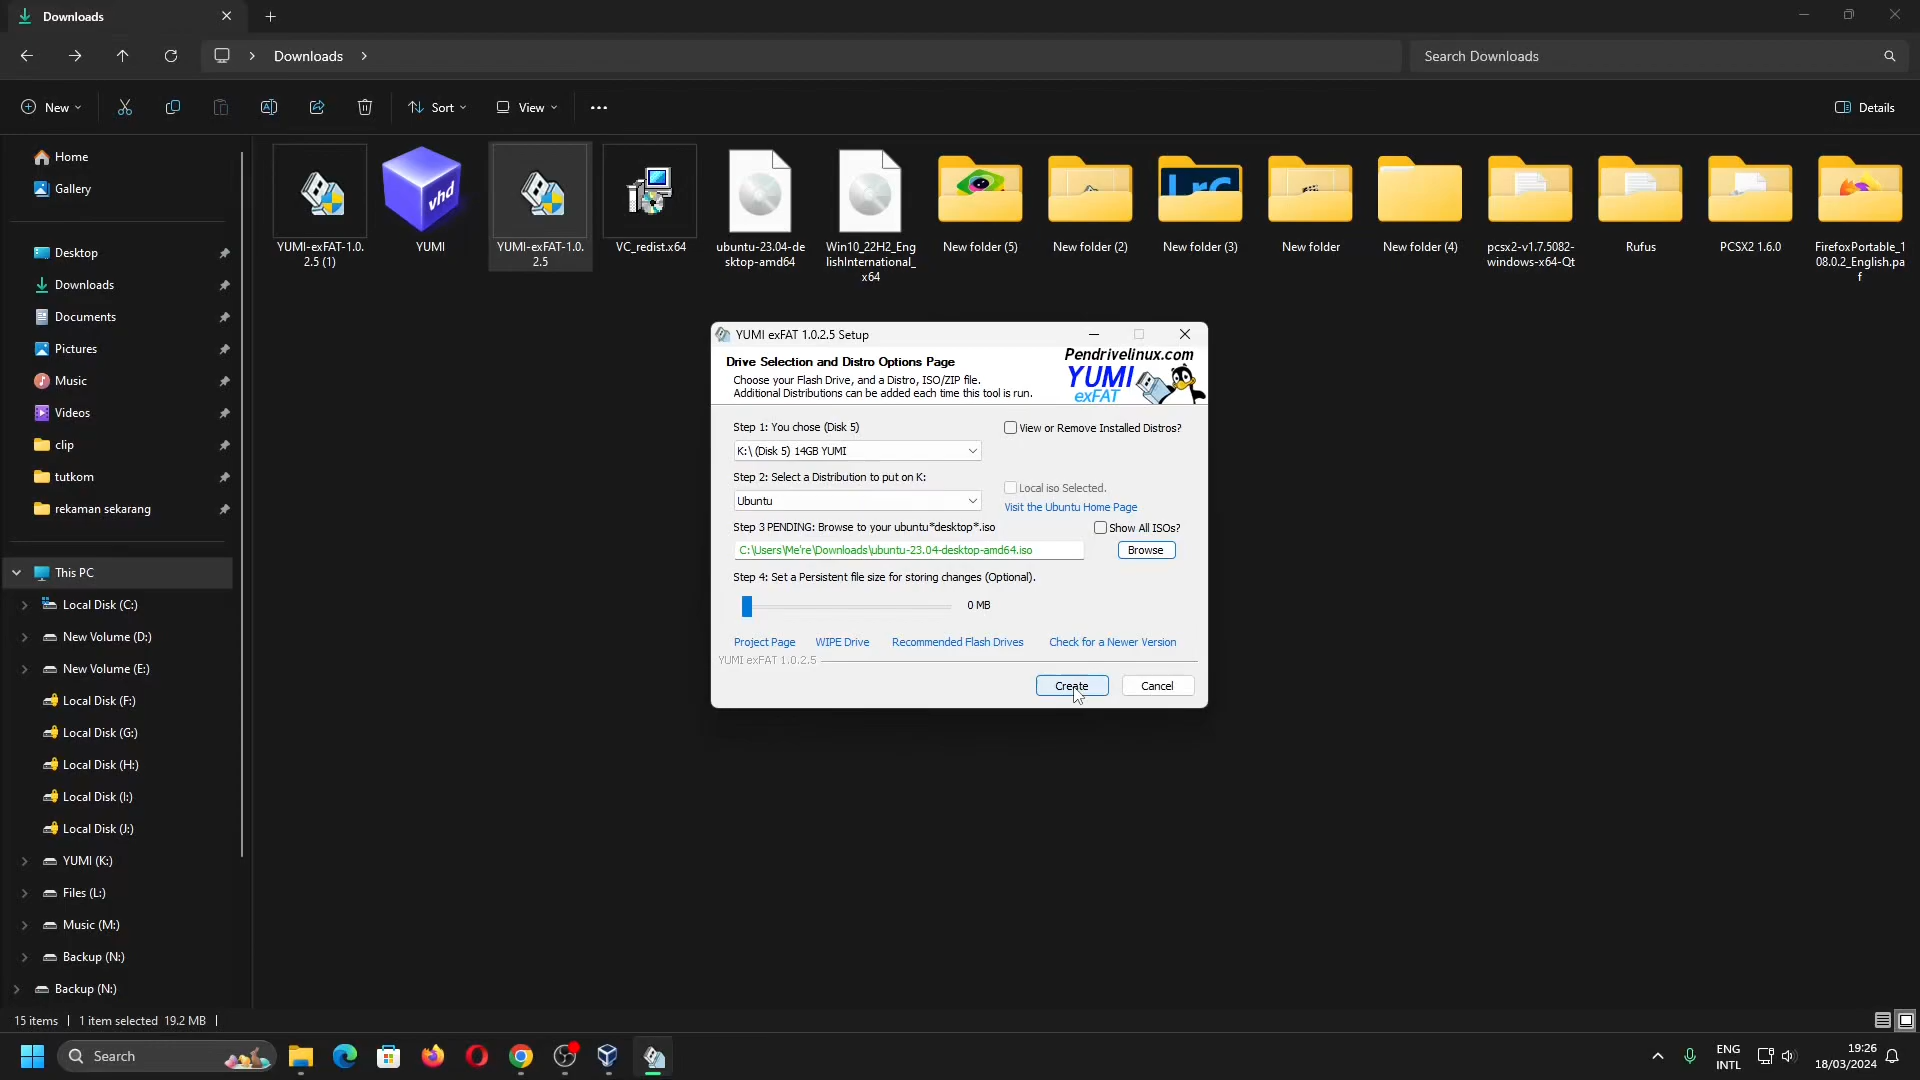 Downloads
Downloads
Search Downloads
New
Sort
View
Details
Home
Gallery
Desktop
Downloads
Documents
Pictures
Music
Videos
clip
tutkom
rekaman sekarang
This PC
Local Disk (C:)
New Volume (D:)
New Volume (E:)
Local Disk (F:)
Local Disk (G:)
Local Disk (H:)
Local Disk (I:)
Local Disk (J:)
YUMI (K:)
Files (L:)
Music (M:)
Backup (N:)
Backup (N:)
YUMI-exFAT-1.0.
2.5 (1)
vhd
YUMI
YUMI-exFAT-1.0.
2.5
VC_redist.x64
ubuntu-23.04-de
sktop-amd64
Win10_22H2_Eng
lishInternational_
x64
New folder (5)
New folder (2)
Lrc
New folder (3)
New folder
New folder (4)
pcsx2-v1.7.5082-
windows-x64-Qt
Rufus
PCSX2 1.6.0
FirefoxPortable_1
08.0.2_English.pa
f
YUMI exFAT 1.0.2.5 Setup
Drive Selection and Distro Options Page
Choose your Flash Drive, and a Distro, ISO/ZIP file.
Additional Distributions can be added each time this tool is run.
Pendrivelinux.com
YUMI
exFAT
Step 1: You chose (Disk 5)
View or Remove Installed Distros?
K:\ (Disk 5) 14GB YUMI
Step 2: Select a Distribution to put on K:
Local iso Selected.
Ubuntu
Visit the Ubuntu Home Page
Step 3 PENDING: Browse to your ubuntu*desktop*.iso
Show All ISOs?
C:\Users\Me're\Downloads\ubuntu-23.04-desktop-amd64.iso
Browse
Step 4: Set a Persistent file size for storing changes (Optional).
0 MB
Project Page
WIPE Drive
Recommended Flash Drives
Check for a Newer Version
YUMI exFAT 1.0.2.5
Create
Cancel
15 items
1 item selected 19.2 MB
Search
ENG
INTL
19:26
18/03/2024